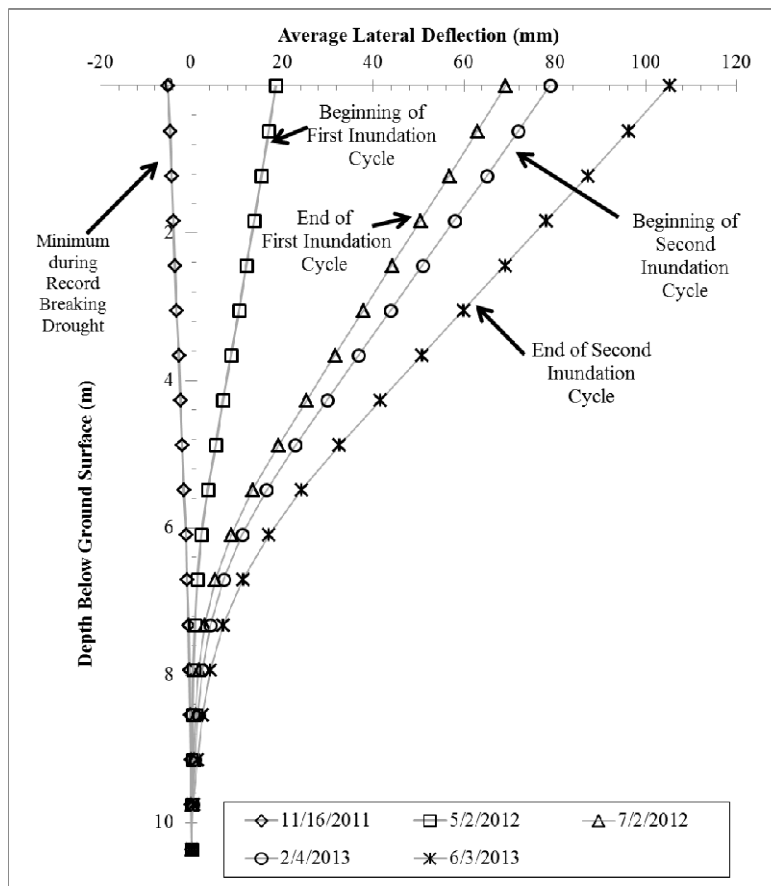 Average Lateral Deflection (mm)
-20 0 20 40 60 80 100 120
Beginning of
First Inundation
Cycle
End of
First Inundation
Cycle
Beginning of
Second
Inundation
Cycle
Minimum
during
Record
Breaking
Drought
End of Second
Inundation
Cycle
Depth Below Ground Surface (m)
2
4
6
8
10
11/16/2011 5/2/2012 7/2/2012
2/4/2013 6/3/2013